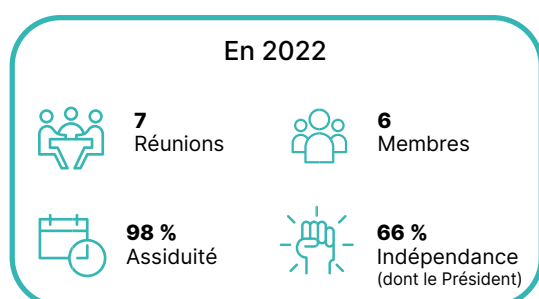 En 2022
7
Réunions
6
Membres
98 %
Assiduité
66 %
Indépendance
(dont le Président)